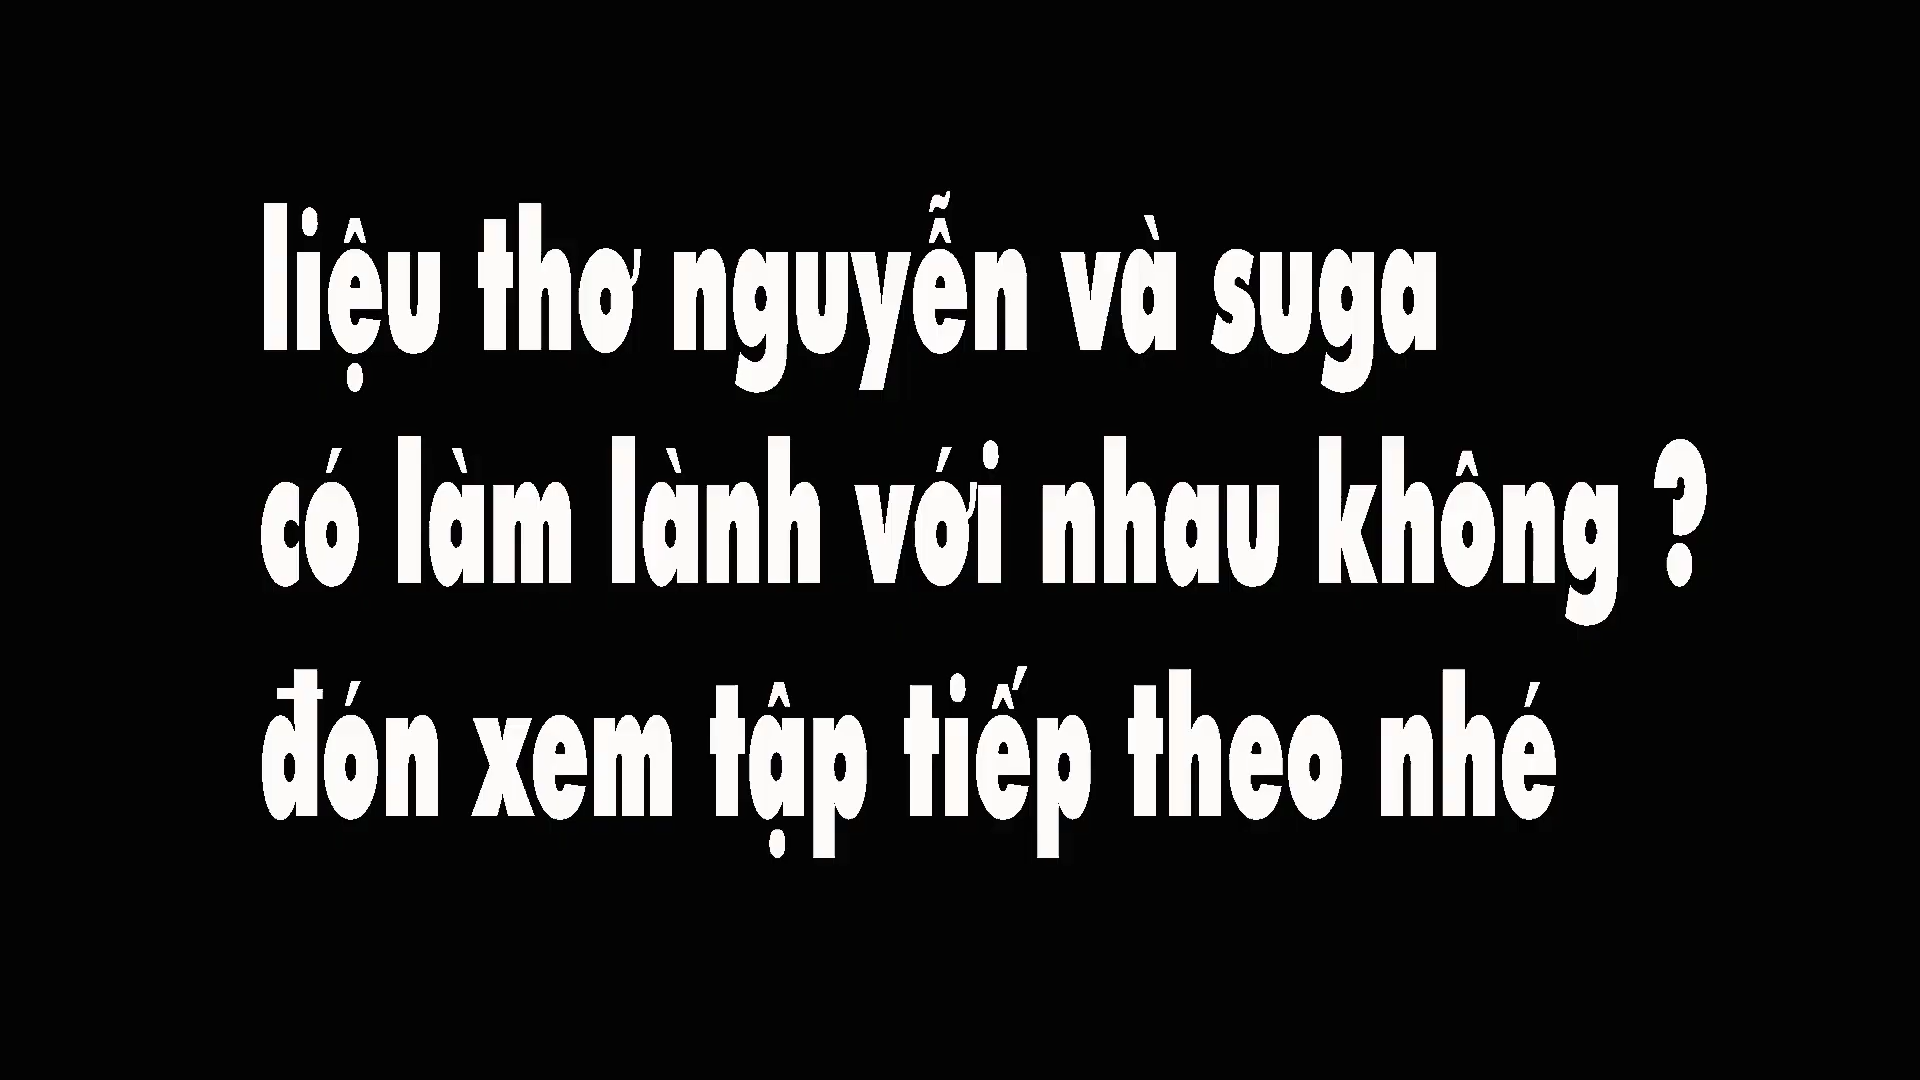 liệu thơ nguyễn và suga
có làm lành với nhau không ?
đón xem tập tiếp theo nhé